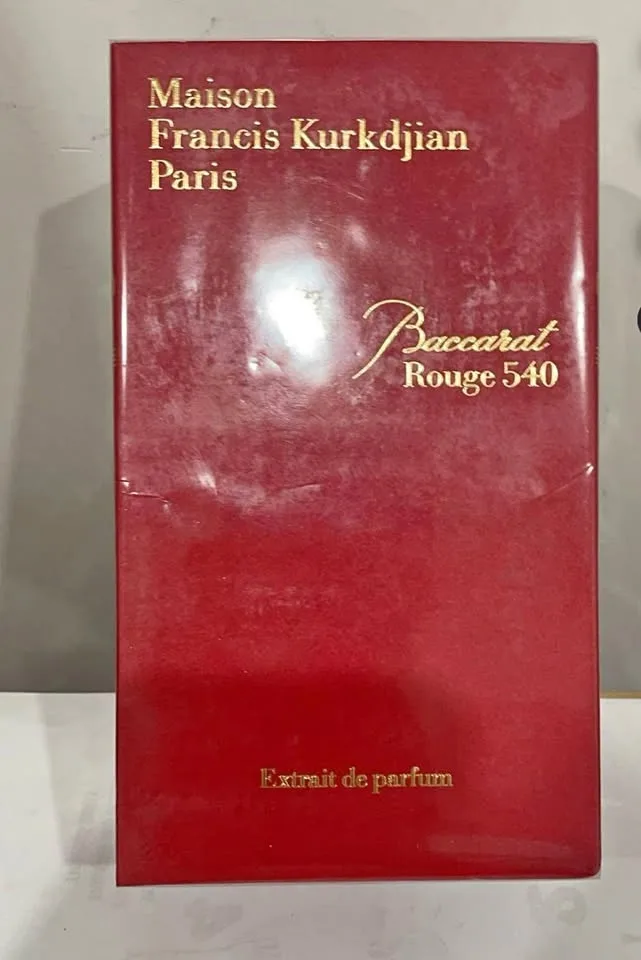 Maison
Francis Kurkdjian
Paris
Baccarat
Rouge 540
Extrait de parfum